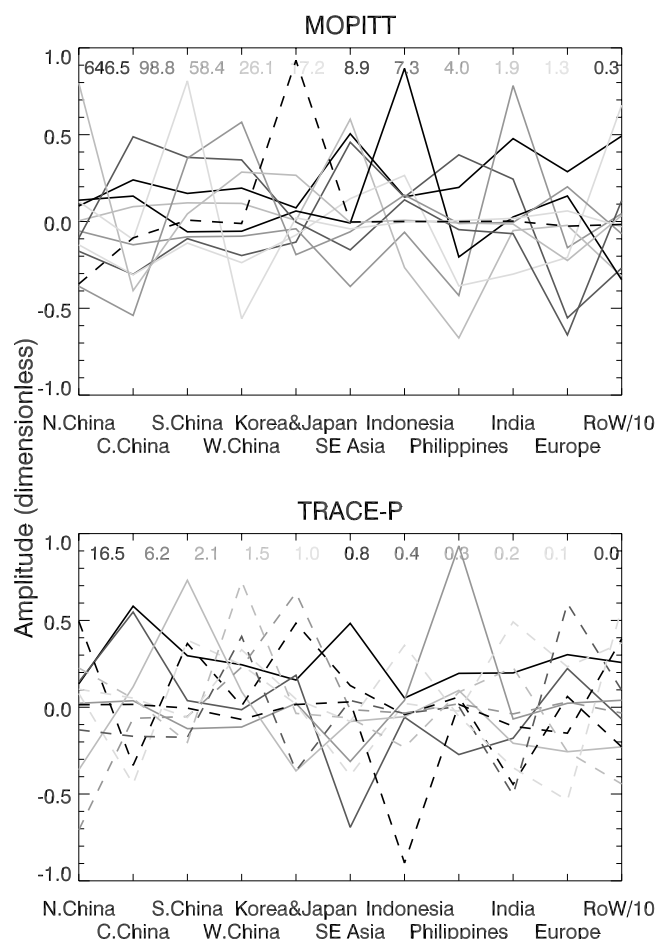 MOPITT
1.0 646.5 98.8 58.4 26.1 17.2 8.9 7.3 4.0 1.9 1.3 0.3
0.5
0.0
-0.5
-1.0
N.China S.China Korea&Japan Indonesia India RoW/10
C.China W.China SE Asia Philippines Europe
Amplitude (dimensionless)
TRACE-P
1.0 16.5 6.2 2.1 1.5 1.0 0.8 0.4 0.3 0.2 0.1 0.0
0.5
0.0
-0.5
-1.0
N.China S.China Korea&Japan Indonesia India RoW/10
C.China W.China SE Asia Philippines Europe